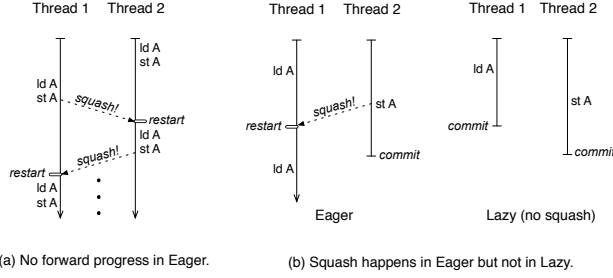 Thread 1 Thread 2
ld A
st A
ld A
st A
squash!
restart
ld A
st A
squash!
restart
ld A
st A
(a) No forward progress in Eager.
Thread 1 Thread 2
ld A
squash!
st A
restart
commit
ld A
Eager
Thread 1 Thread 2
ld A
st A
commit
commit
Lazy (no squash)
(b) Squash happens in Eager but not in Lazy.